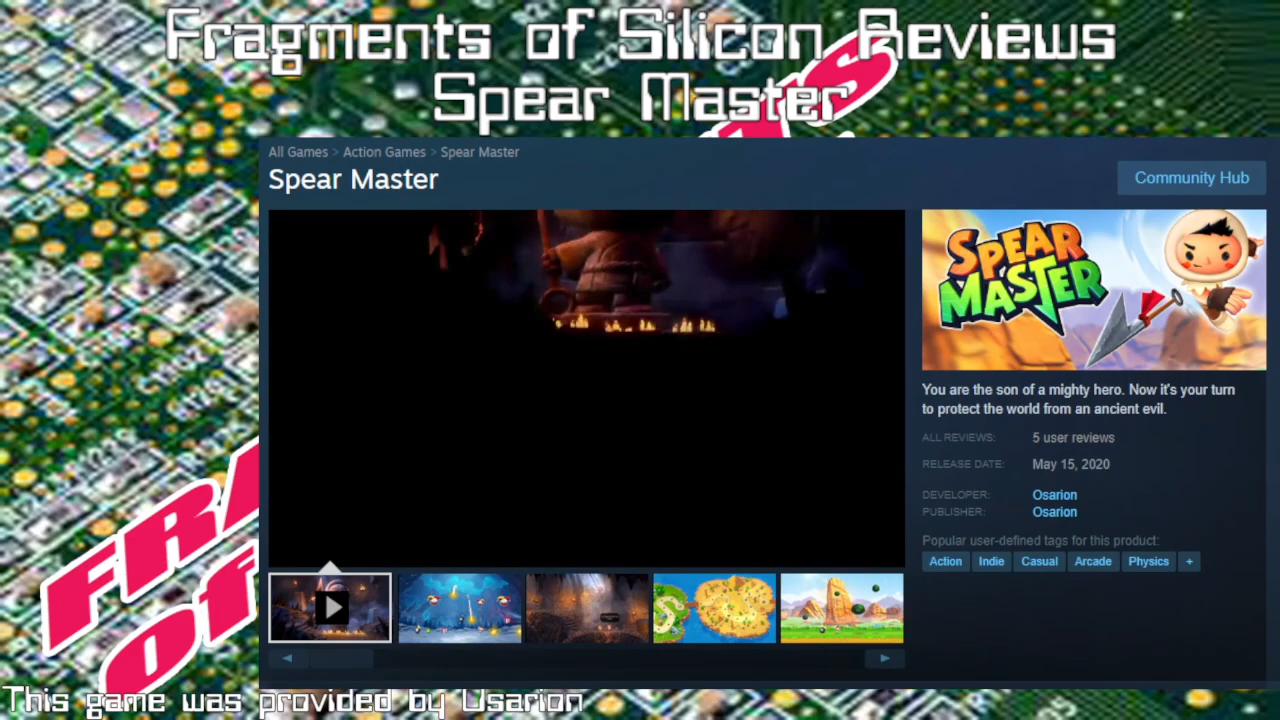 Fragments of Silicon Reviews
Spear Master
All Games > Action Games > Spear Master
Spear Master
Community Hub
SPEAR
MASTER
You are the son of a mighty hero. Now it's your turn
to protect the world from an ancient evil.
ALL REVIEWS: 5 user reviews
RELEASE DATE: May 15, 2020
DEVELOPER: Osarion
PUBLISHER: Osarion
Popular user-defined tags for this product:
Action Indie Casual Arcade Physics +
FRA
Of
This game was provided by Usarion